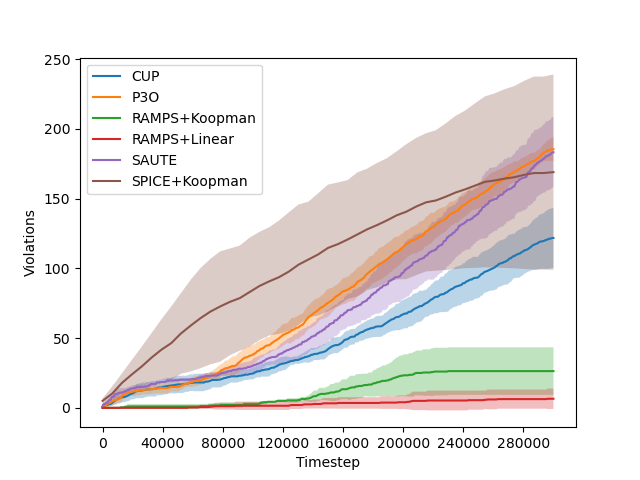 250
200
150
100
50
0
Violations
CUP
P3O
RAMPS+Koopman
RAMPS+Linear
SAUTE
SPICE+Koopman
0 40000 80000 120000 160000 200000 240000 280000
Timestep